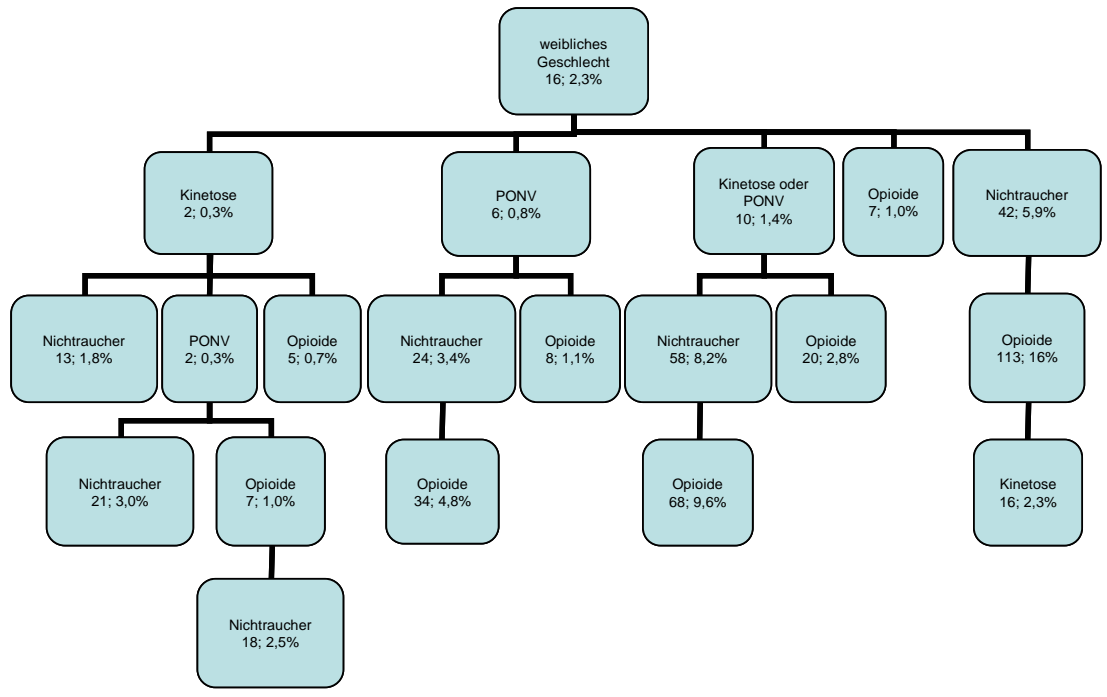 weibliches
Geschlecht
16; 2,3%
Kinetose
2; 0,3%
PONV
6; 0,8%
Kinetose oder
PONV
10; 1,4%
Opioide
7; 1,0%
Nichtraucher
42; 5,9%
Nichtraucher
13; 1,8%
PONV
2; 0,3%
Opioide
5; 0,7%
Nichtraucher
24; 3,4%
Opioide
8; 1,1%
Nichtraucher
58; 8,2%
Opioide
20; 2,8%
Opioide
113; 16%
Nichtraucher
21; 3,0%
Opioide
7; 1,0%
Opioide
34; 4,8%
Opioide
68; 9,6%
Kinetose
16; 2,3%
Nichtraucher
18; 2,5%